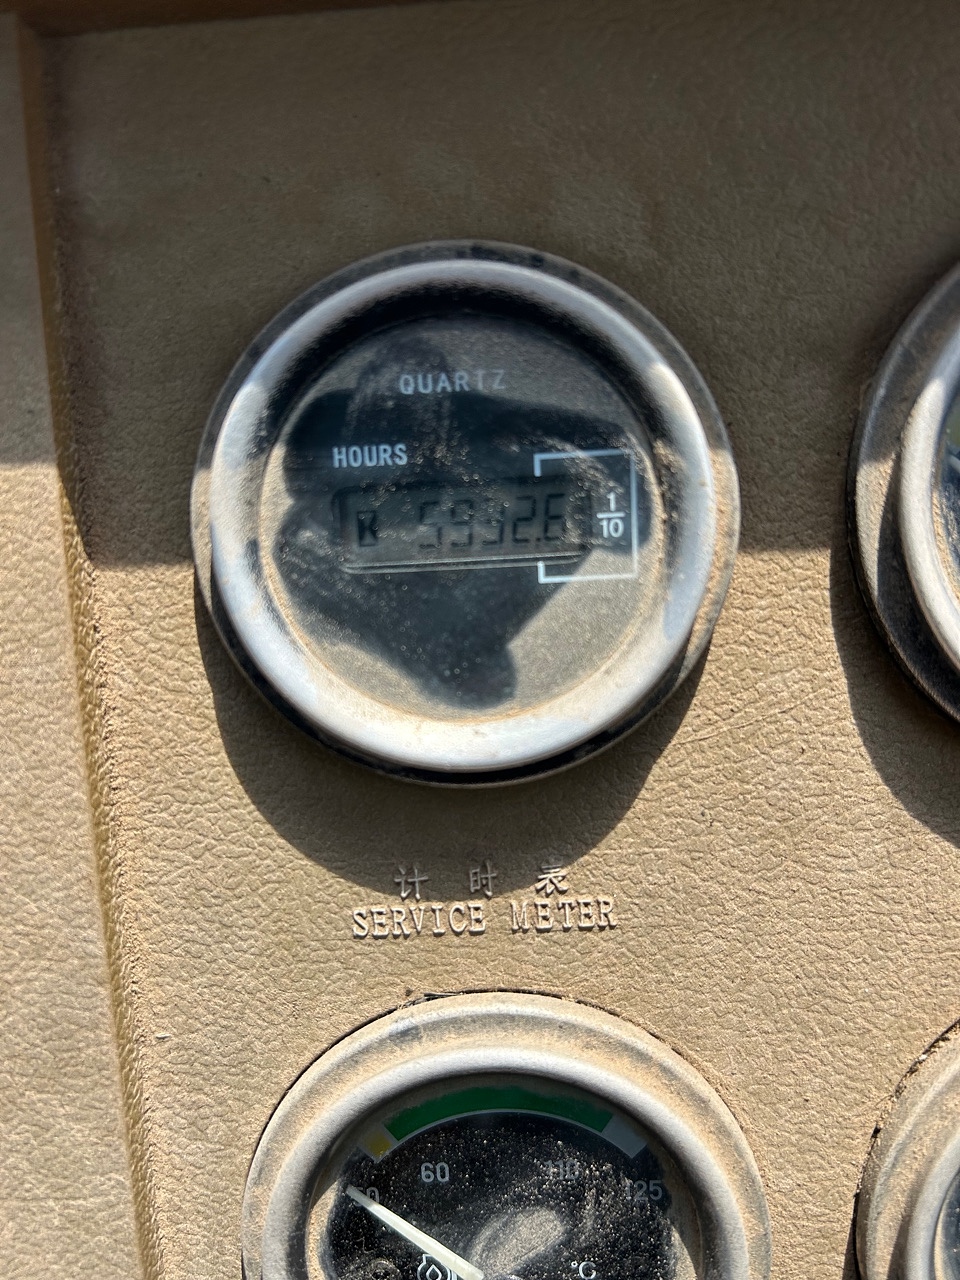 QUARTZ
HOURS
5932.6
1/10
计时表
SERVICE METER
60
110
125
°C